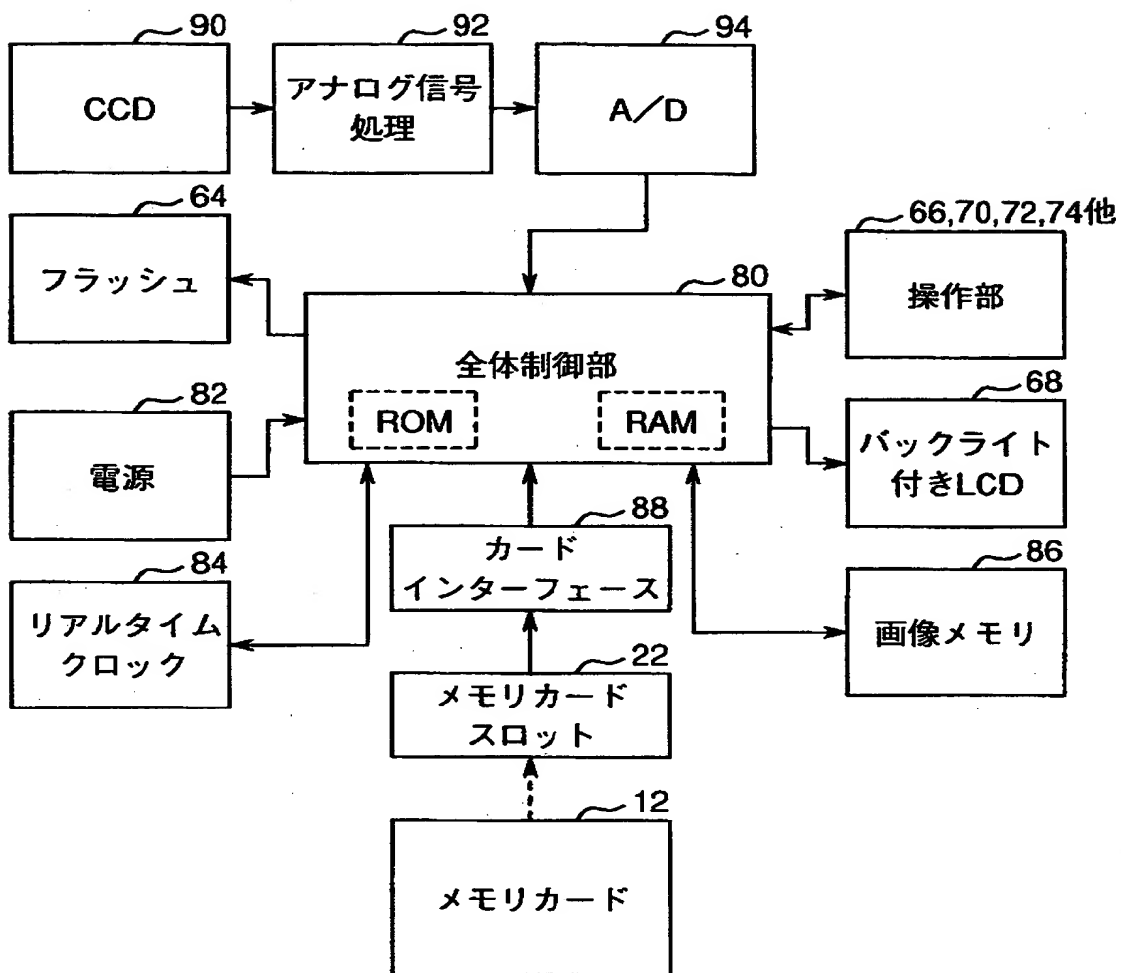 90
CCD
92
アナログ信号
処理
94
A/D
64
フラッシュ
66,70,72,74他
操作部
80
全体制御部
ROM
RAM
82
電源
68
バックライト
付きLCD
88
カード
インターフェース
84
リアルタイム
クロック
86
画像メモリ
22
メモリカード
スロット
12
メモリカード